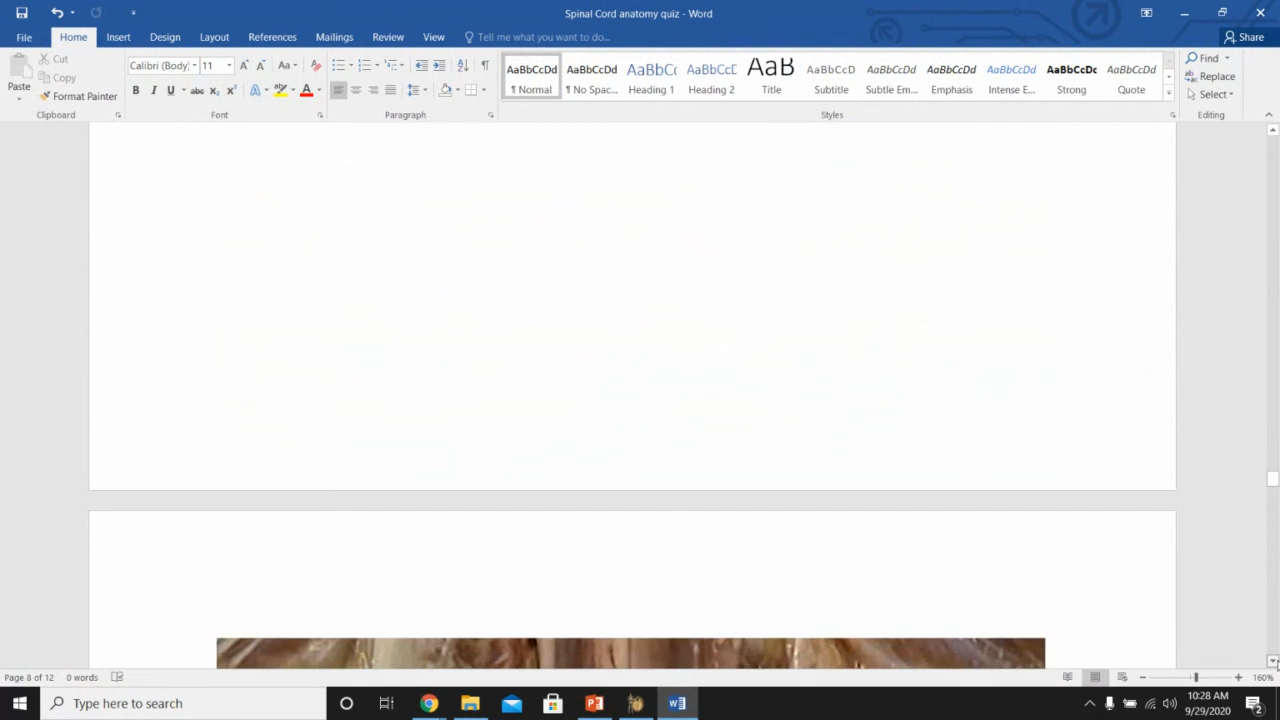 Spinal Cord anatomy quiz - Word
File Home Insert Design Layout References Mailings Review View Tell me what you want to do... Share
Cut
Copy
Format Painter
Paste
Clipboard
Calibri (Body) 11
Font
Paragraph
AaBbCcDd AaBbCcDd AaBbC AaBbCcD AaB AaBbCcD AaBbCcDd AaBbCcDd AaBbCcDd AaBbCcDc AaBbCcDd
¶ Normal ¶ No Spac... Heading 1 Heading 2 Title Subtitle Subtle Em... Emphasis Intense E... Strong Quote
Styles
Find
Replace
Select
Editing
Page 8 of 12 0 words
160%
Type here to search
10:28 AM
9/29/2020
2